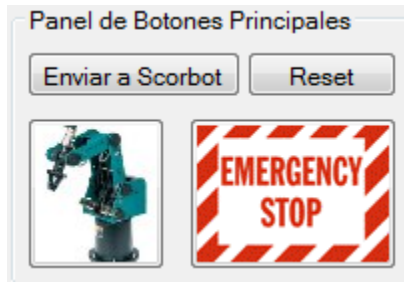 Panel de Botones Principales
Enviar a Scorbot Reset
EMERGENCY
STOP